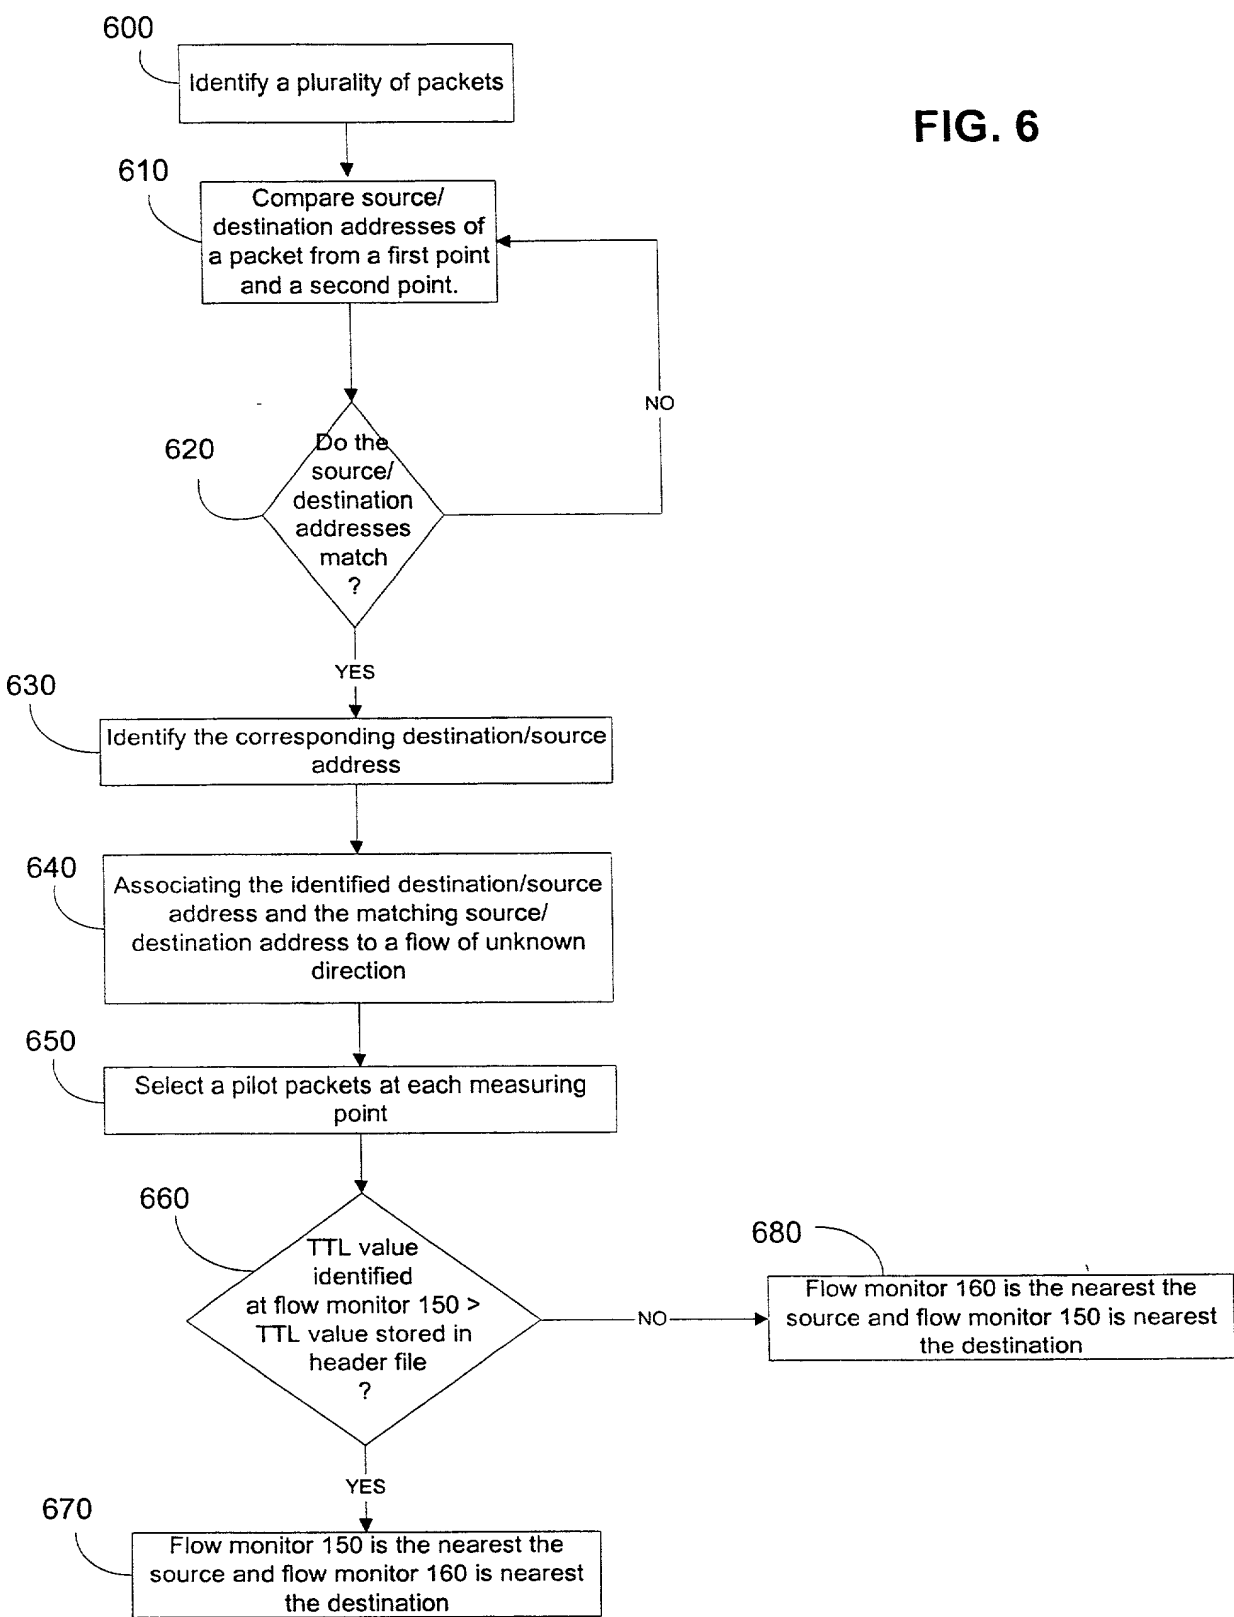 600
Identify a plurality of packets
FIG. 6
610
Compare source/
destination addresses of
a packet from a first point
and a second point.
NO
620
Do the
source/
destination
addresses
match
?
YES
630
Identify the corresponding destination/source
address
640
Associating the identified destination/source
address and the matching source/
destination address to a flow of unknown
direction
650
Select a pilot packets at each measuring
point
660
TTL value
identified
at flow monitor 150 >
TTL value stored in
header file
?
NO
680
Flow monitor 160 is the nearest the
source and flow monitor 150 is nearest
the destination
YES
670
Flow monitor 150 is the nearest the
source and flow monitor 160 is nearest
the destination